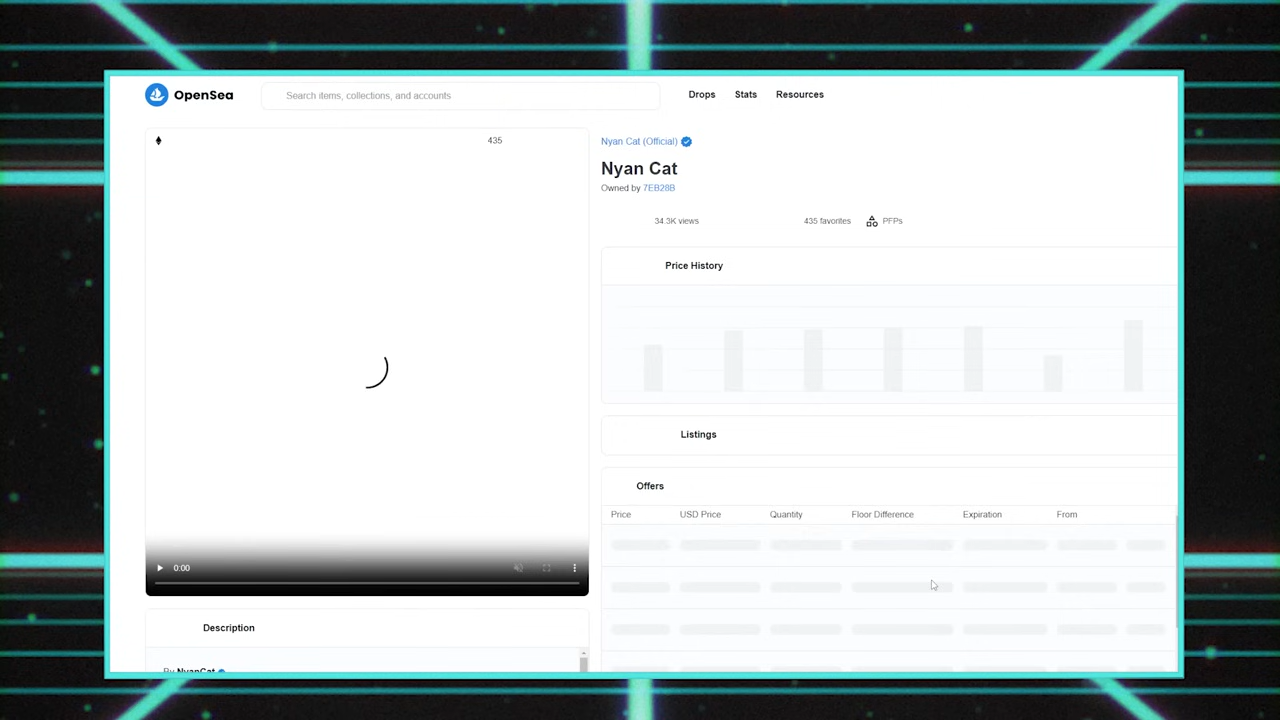 OpenSea
Search items, collections, and accounts
Drops
Stats
Resources
435
Nyan Cat (Official)
Nyan Cat
Owned by 7EB28B
34.3K views
435 favorites
PFPs
Price History
Listings
Offers
Price
USD Price
Quantity
Floor Difference
Expiration
From
0:00
Description
By NyanCat